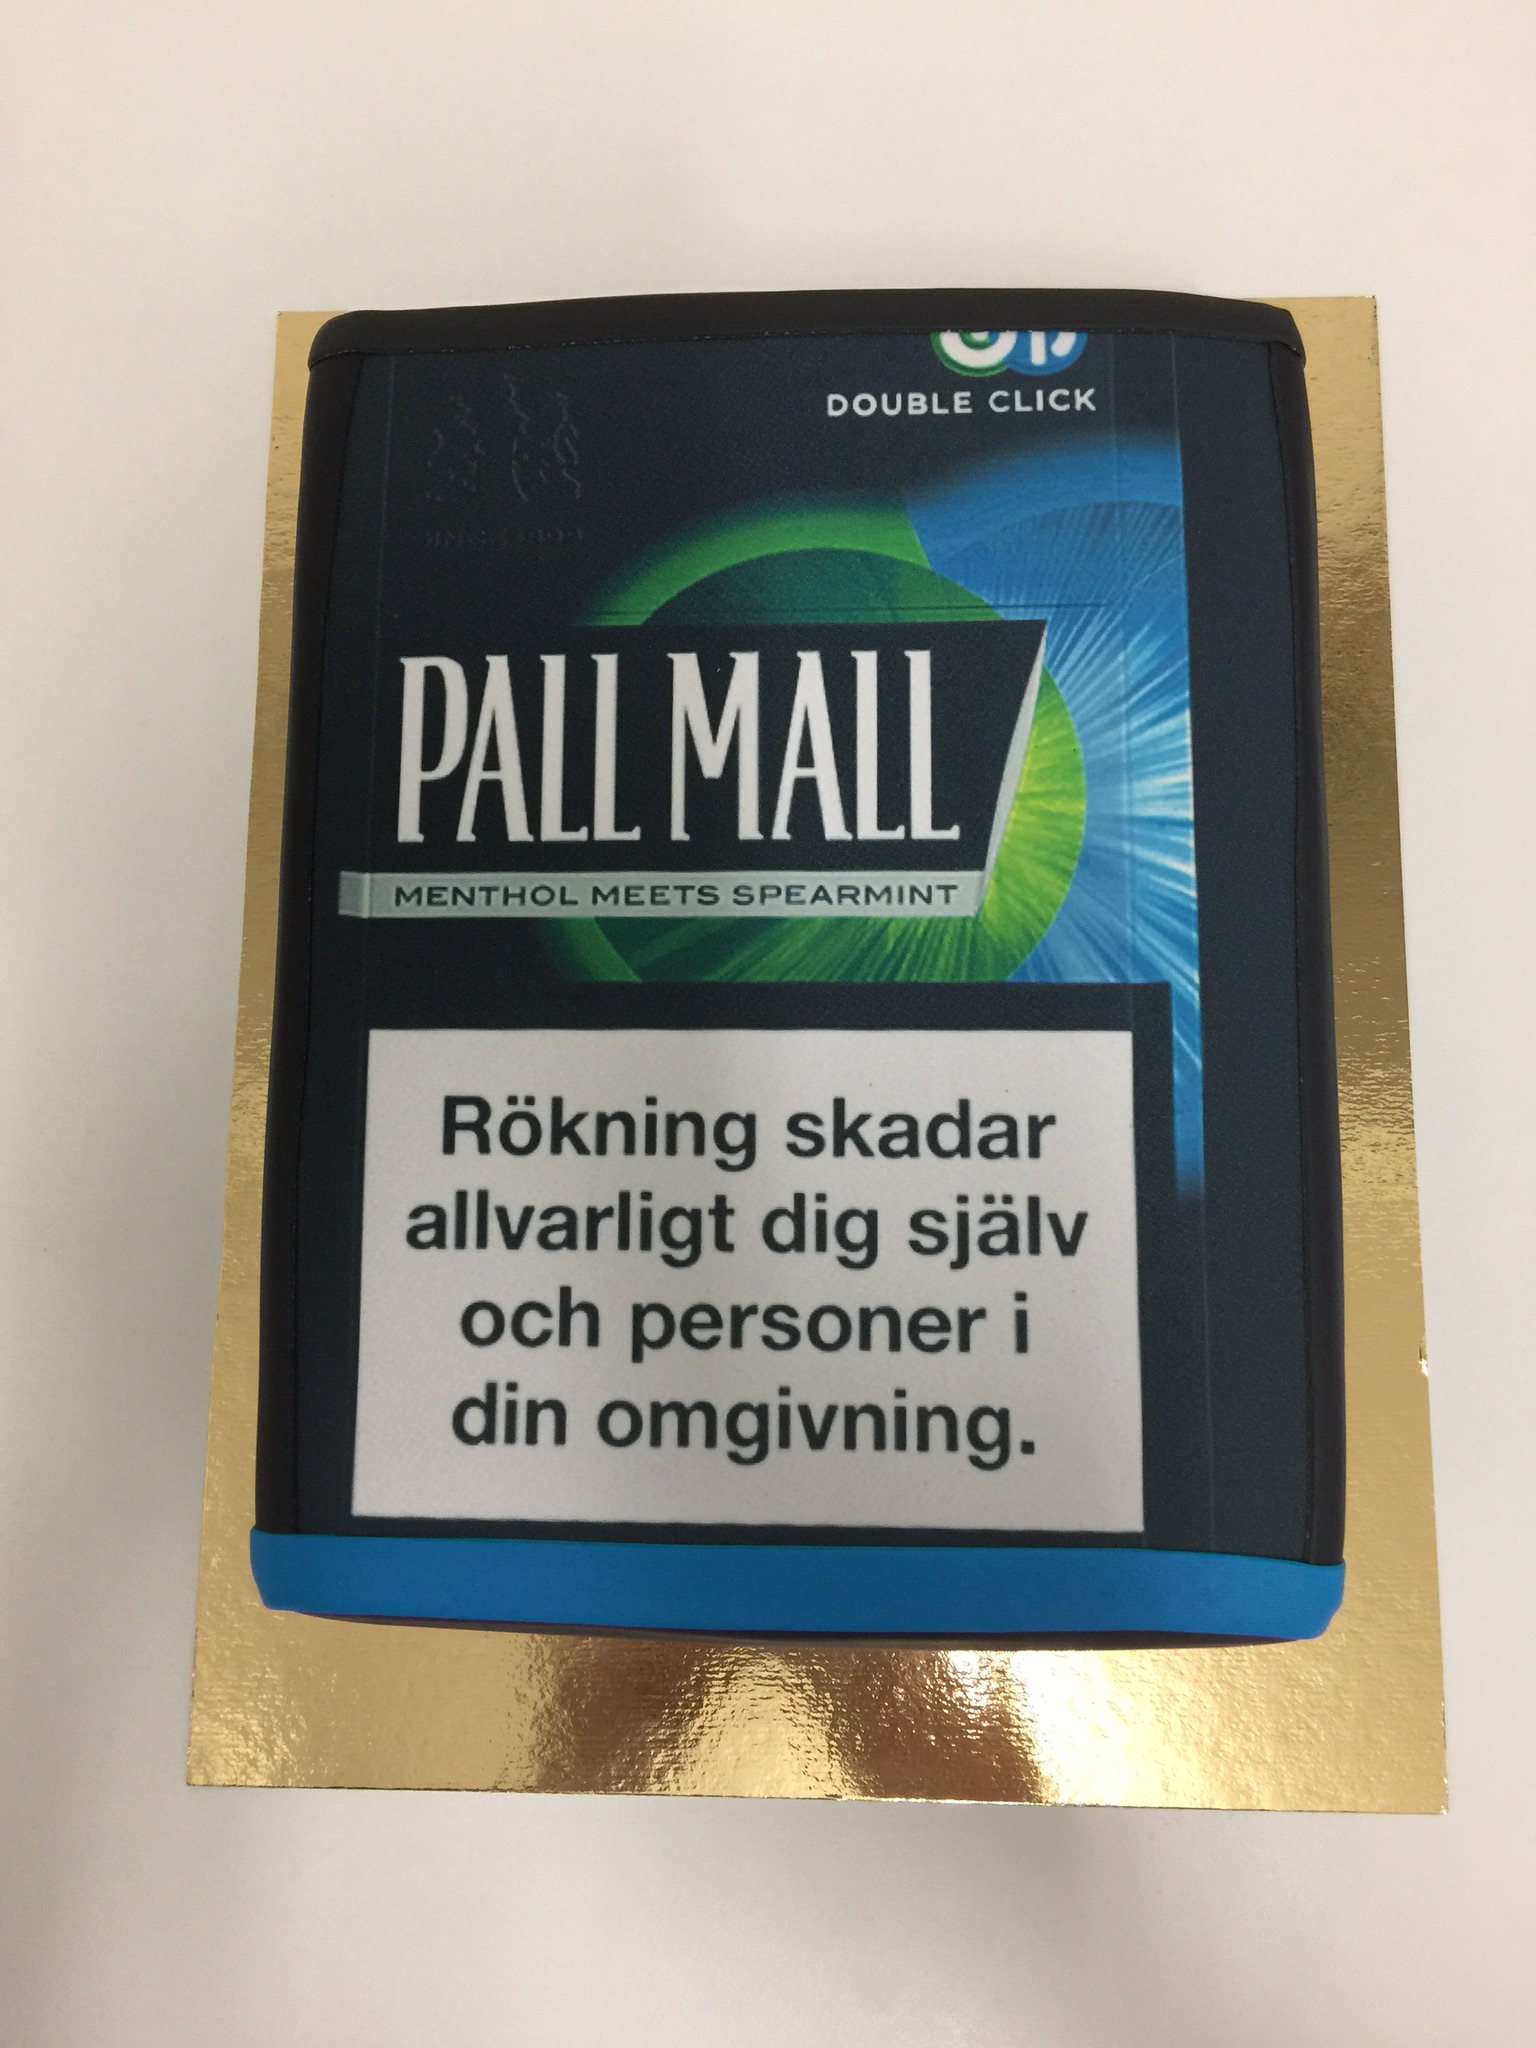 DOUBLE CLICK
PALL MALL
MENTHOL MEETS SPEARMINT
Rökning skadar
allvarligt dig själv
och personer i
din omgivning.